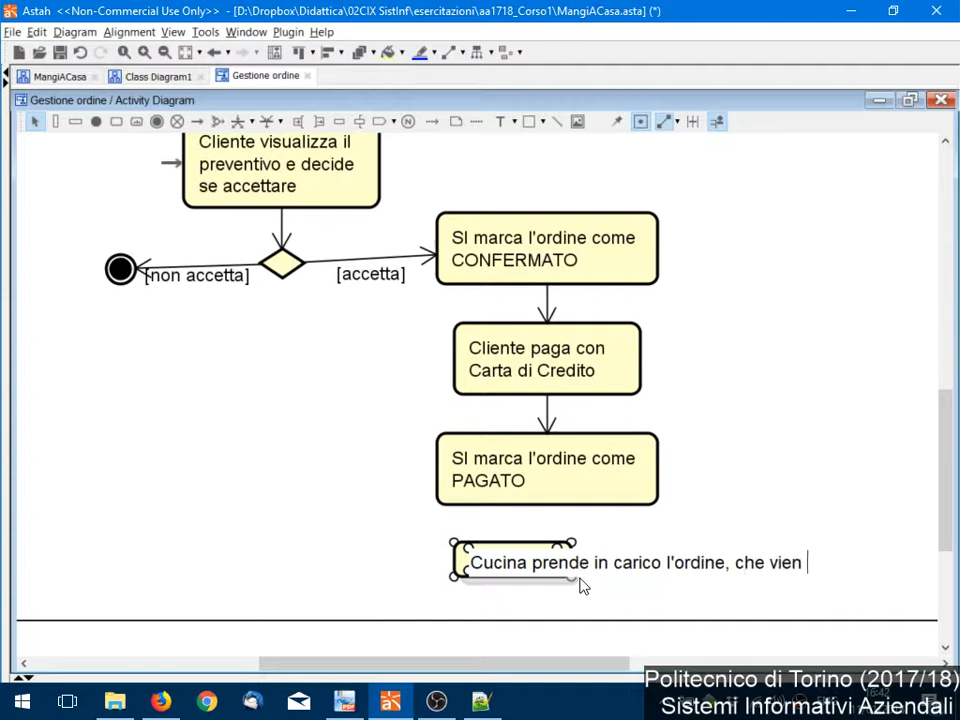 Astah <<Non-Commercial Use Only>> - [D:\Dropbox\Didattica\02CIX SistInf\esercitazioni\aa1718_Corso1\MangiACasa.asta] (*)
File Edit Diagram Alignment View Tools Window Plugin Help
MangiACasa Class Diagram1 Gestione ordine
Gestione ordine / Activity Diagram
Cliente visualizza il
preventivo e decide
se accettare
SI marca l'ordine come
CONFERMATO
[non accetta]
[accetta]
Cliente paga con
Carta di Credito
SI marca l'ordine come
PAGATO
Cucina prende in carico l'ordine, che vien
Politecnico di Torino (2017/18)
Sistemi Informativi Aziendali